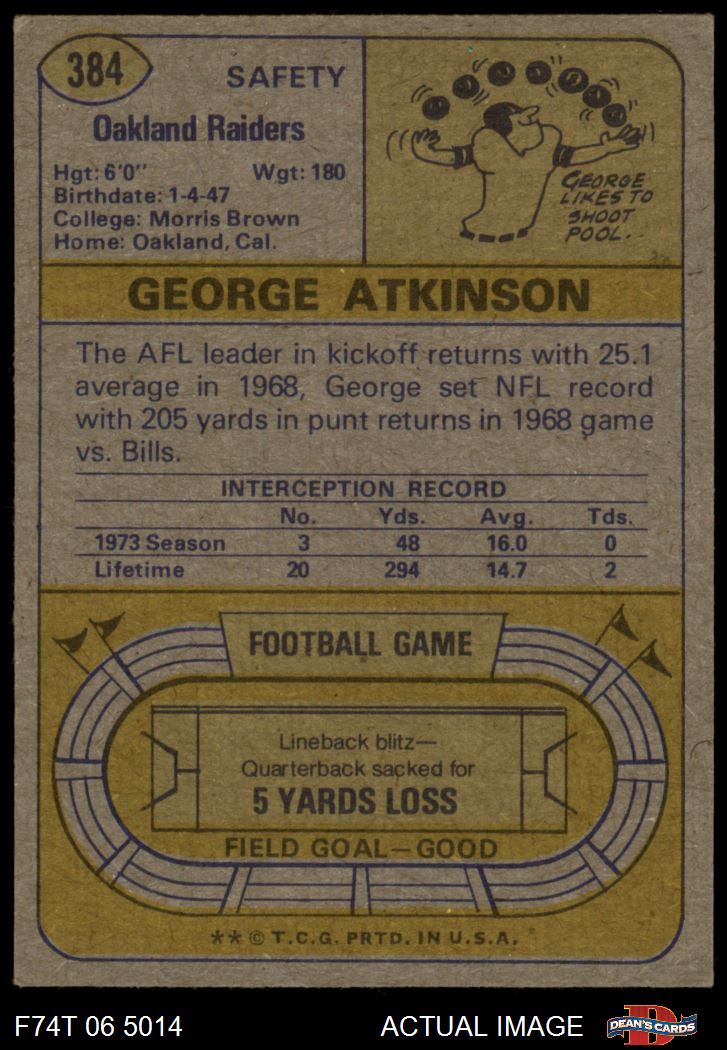 384
SAFETY
Oakland Raiders
Hgt: 6'0" Wgt: 180
Birthdate: 1-4-47
College: Morris Brown
Home: Oakland, Cal.
GEORGE
LIKES TO
SHOOT
POOL..
GEORGE ATKINSON
The AFL leader in kickoff returns with 25.1
average in 1968, George set NFL record
with 205 yards in punt returns in 1968 game
vs. Bills.
INTERCEPTION RECORD
No. Yds. Avg. Tds.
1973 Season 3 48 16.0 0
Lifetime 20 294 14.7 2
FOOTBALL GAME
Lineback blitz—
Quarterback sacked for
5 YARDS LOSS
FIELD GOAL—GOOD
** © T.C.G. PRTD. IN U.S.A.
F74T 06 5014 ACTUAL IMAGE
DEAN'S CARDS